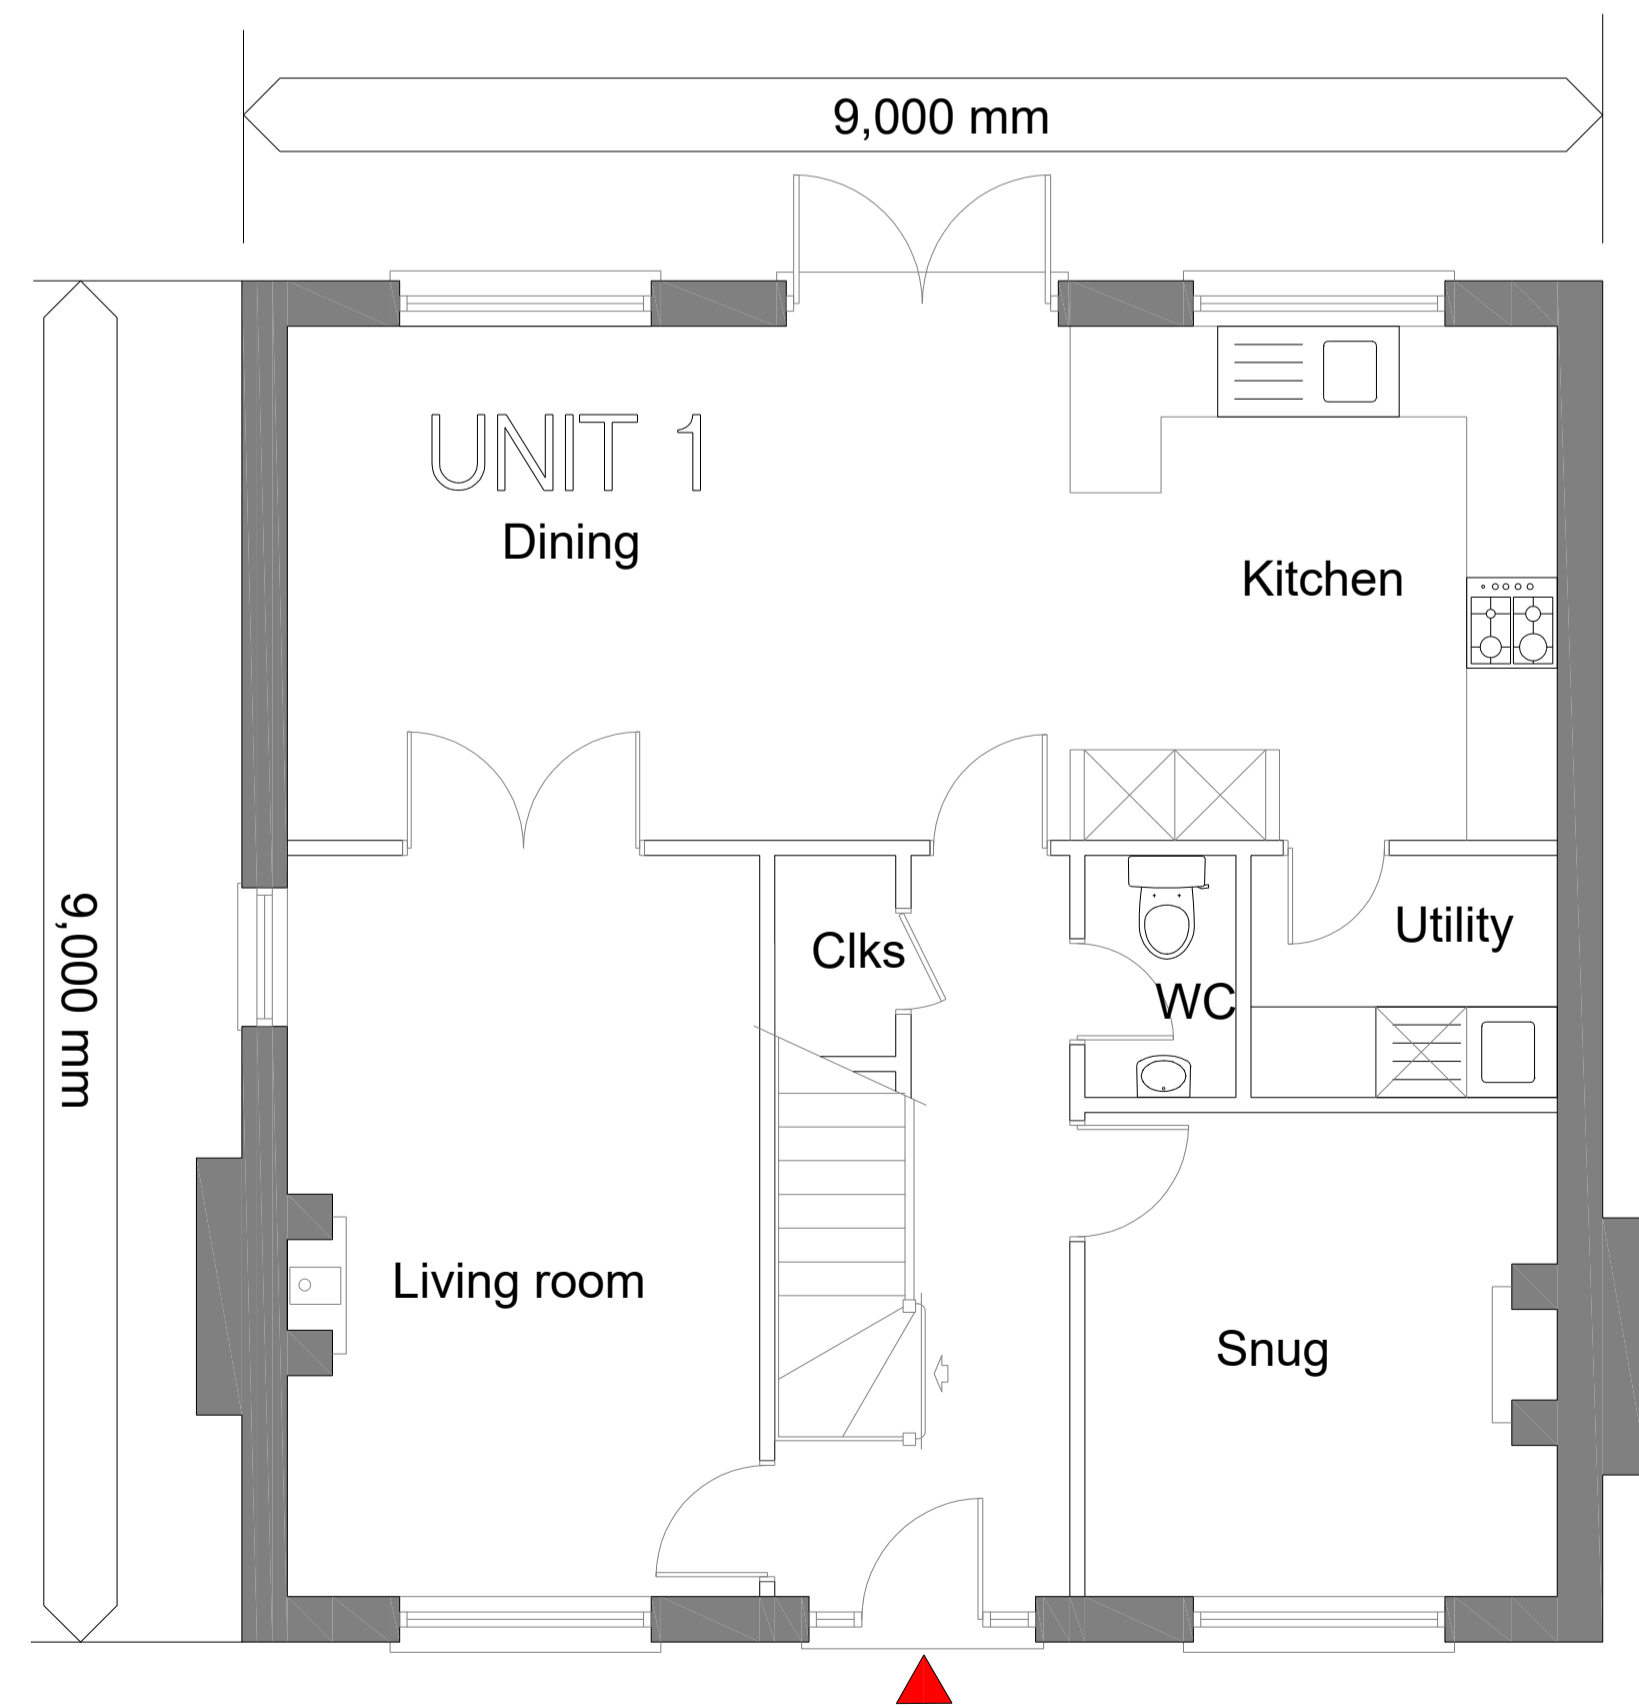 9,000 mm
UNIT 1
Dining
Kitchen
9,000 mm
Clks
WC
Utility
Living room
Snug